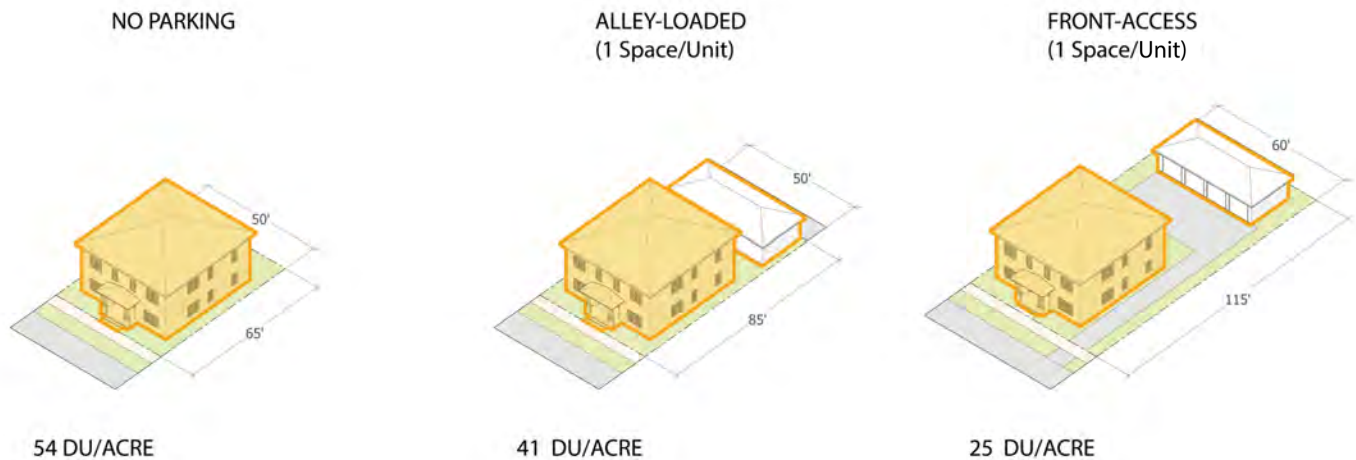 NO PARKING
ALLEY-LOADED
(1 Space/Unit)
FRONT-ACCESS
(1 Space/Unit)
50'
65'
50'
85'
60'
115'
54 DU/ACRE
41 DU/ACRE
25 DU/ACRE